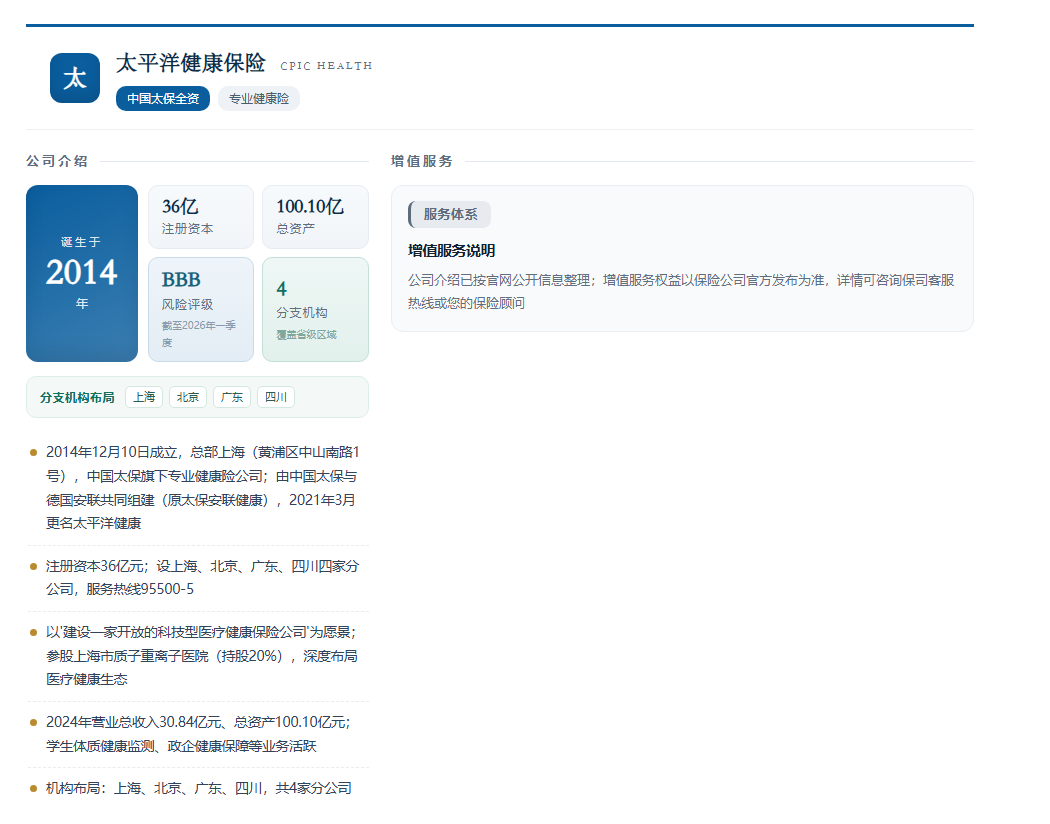 太
太平洋健康保险 CPIC HEALTH
中国太保全资 专业健康险
公司介绍
诞生于
2014
年
36亿
注册资本
100.10亿
总资产
BBB
风险评级
截至2026年一季
度
4
分支机构
覆盖省级区域
分支机构布局 上海 北京 广东 四川
2014年12月10日成立，总部上海（黄浦区中山南路1
号），中国太保旗下专业健康险公司；由中国太保与
德国安联共同组建（原太保安联健康），2021年3月
更名太平洋健康
注册资本36亿元；设上海、北京、广东、四川四家分
公司，服务热线95500-5
以'建设一家开放的科技型医疗健康保险公司'为愿景；
参股上海市质子重离子医院（持股20%），深度布局
医疗健康生态
2024年营业总收入30.84亿元、总资产100.10亿元；
学生体质健康监测、政企健康保障等业务活跃
机构布局：上海、北京、广东、四川，共4家分公司
增值服务
服务体系
增值服务说明
公司介绍已按官网公开信息整理；增值服务权益以保险公司官方发布为准，详情可咨询保司客服
热线或您的保险顾问